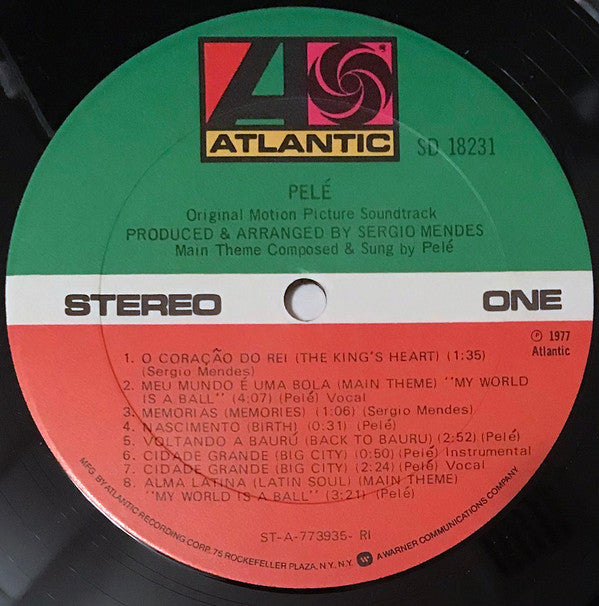 ATLANTIC
SD 18231
PELÉ
Original Motion Picture Soundtrack
PRODUCED & ARRANGED BY SERGIO MENDES
Main Theme Composed & Sung by Pelé
STEREO
ONE
℗ 1977
Atlantic
1. O CORAÇÃO DO REI (THE KING'S HEART) (1:35)
(Sergio Mendes)
2. MEU MUNDO É UMA BOLA (MAIN THEME) "MY WORLD
IS A BALL" (4:07) (Pelé) Vocal
3. MEMORIAS (MEMORIES) (1:06) (Sergio Mendes)
4. NASCIMENTO (BIRTH) (0:31) (Pelé)
5. VOLTANDO A BAURÚ (BACK TO BAURU) (2:52) (Pelé)
6. CIDADE GRANDE (BIG CITY) (0:50) (Pelé) Instrumental
7. CIDADE GRANDE (BIG CITY) (2:24) (Pelé) Vocal
8. ALMA LATINA (LATIN SOUL) (MAIN THEME)
"MY WORLD IS A BALL" (3:21) (Pelé)
ST-A-773935- RI
MFG BY ATLANTIC RECORDING CORP. 75 ROCKEFELLER PLAZA, N.Y. N.Y. A WARNER COMMUNICATIONS COMPANY